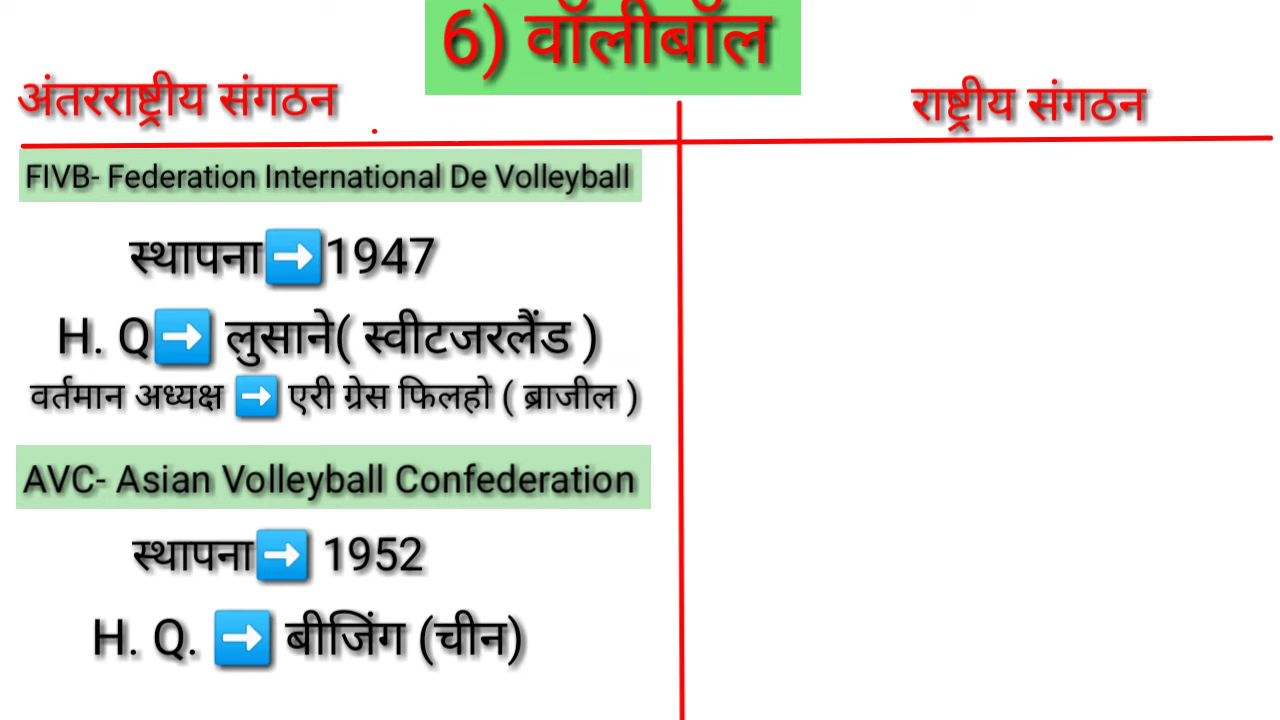 6) वॉलीबॉल
अंतरराष्ट्रीय संगठन
राष्ट्रीय संगठन
FIVB- Federation International De Volleyball
स्थापना➡1947
H. Q➡ लुसाने( स्वीटजरलैंड )
वर्तमान अध्यक्ष ➡ एरी ग्रेस फिलहो ( ब्राजील )
AVC- Asian Volleyball Confederation
स्थापना➡ 1952
H. Q. ➡ बीजिंग (चीन)